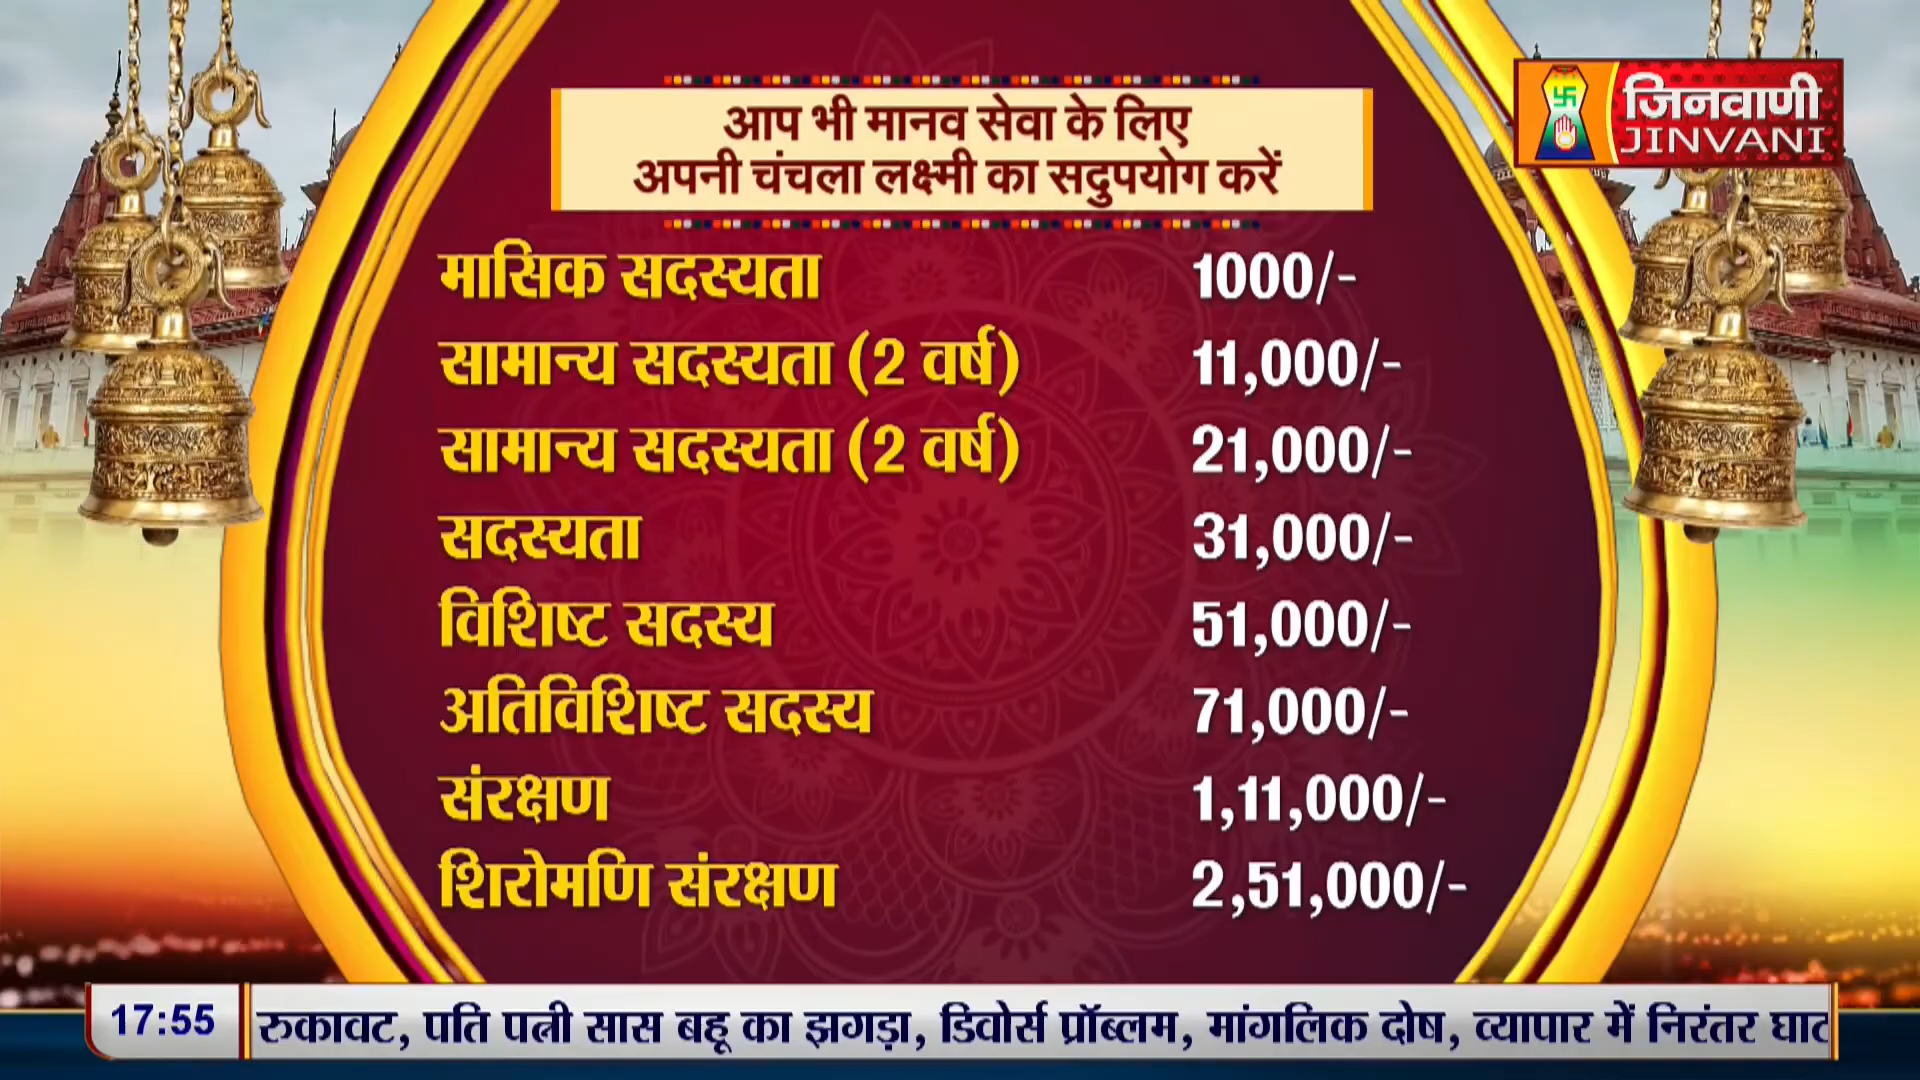 आप भी मानव सेवा के लिए
अपनी चंचला लक्ष्मी का सदुपयोग करें
जिनवाणी
JINVANI
मासिक सदस्यता 1000/-
सामान्य सदस्यता (2 वर्ष) 11,000/-
सामान्य सदस्यता (2 वर्ष) 21,000/-
सदस्यता 31,000/-
विशिष्ट सदस्य 51,000/-
अतिविशिष्ट सदस्य 71,000/-
संरक्षण 1,11,000/-
शिरोमणि संरक्षण 2,51,000/-
17:55 रुकावट, पति पत्नी सास बहू का झगड़ा, डिवोर्स प्रॉब्लम, मांगलिक दोष, व्यापार में निरंतर